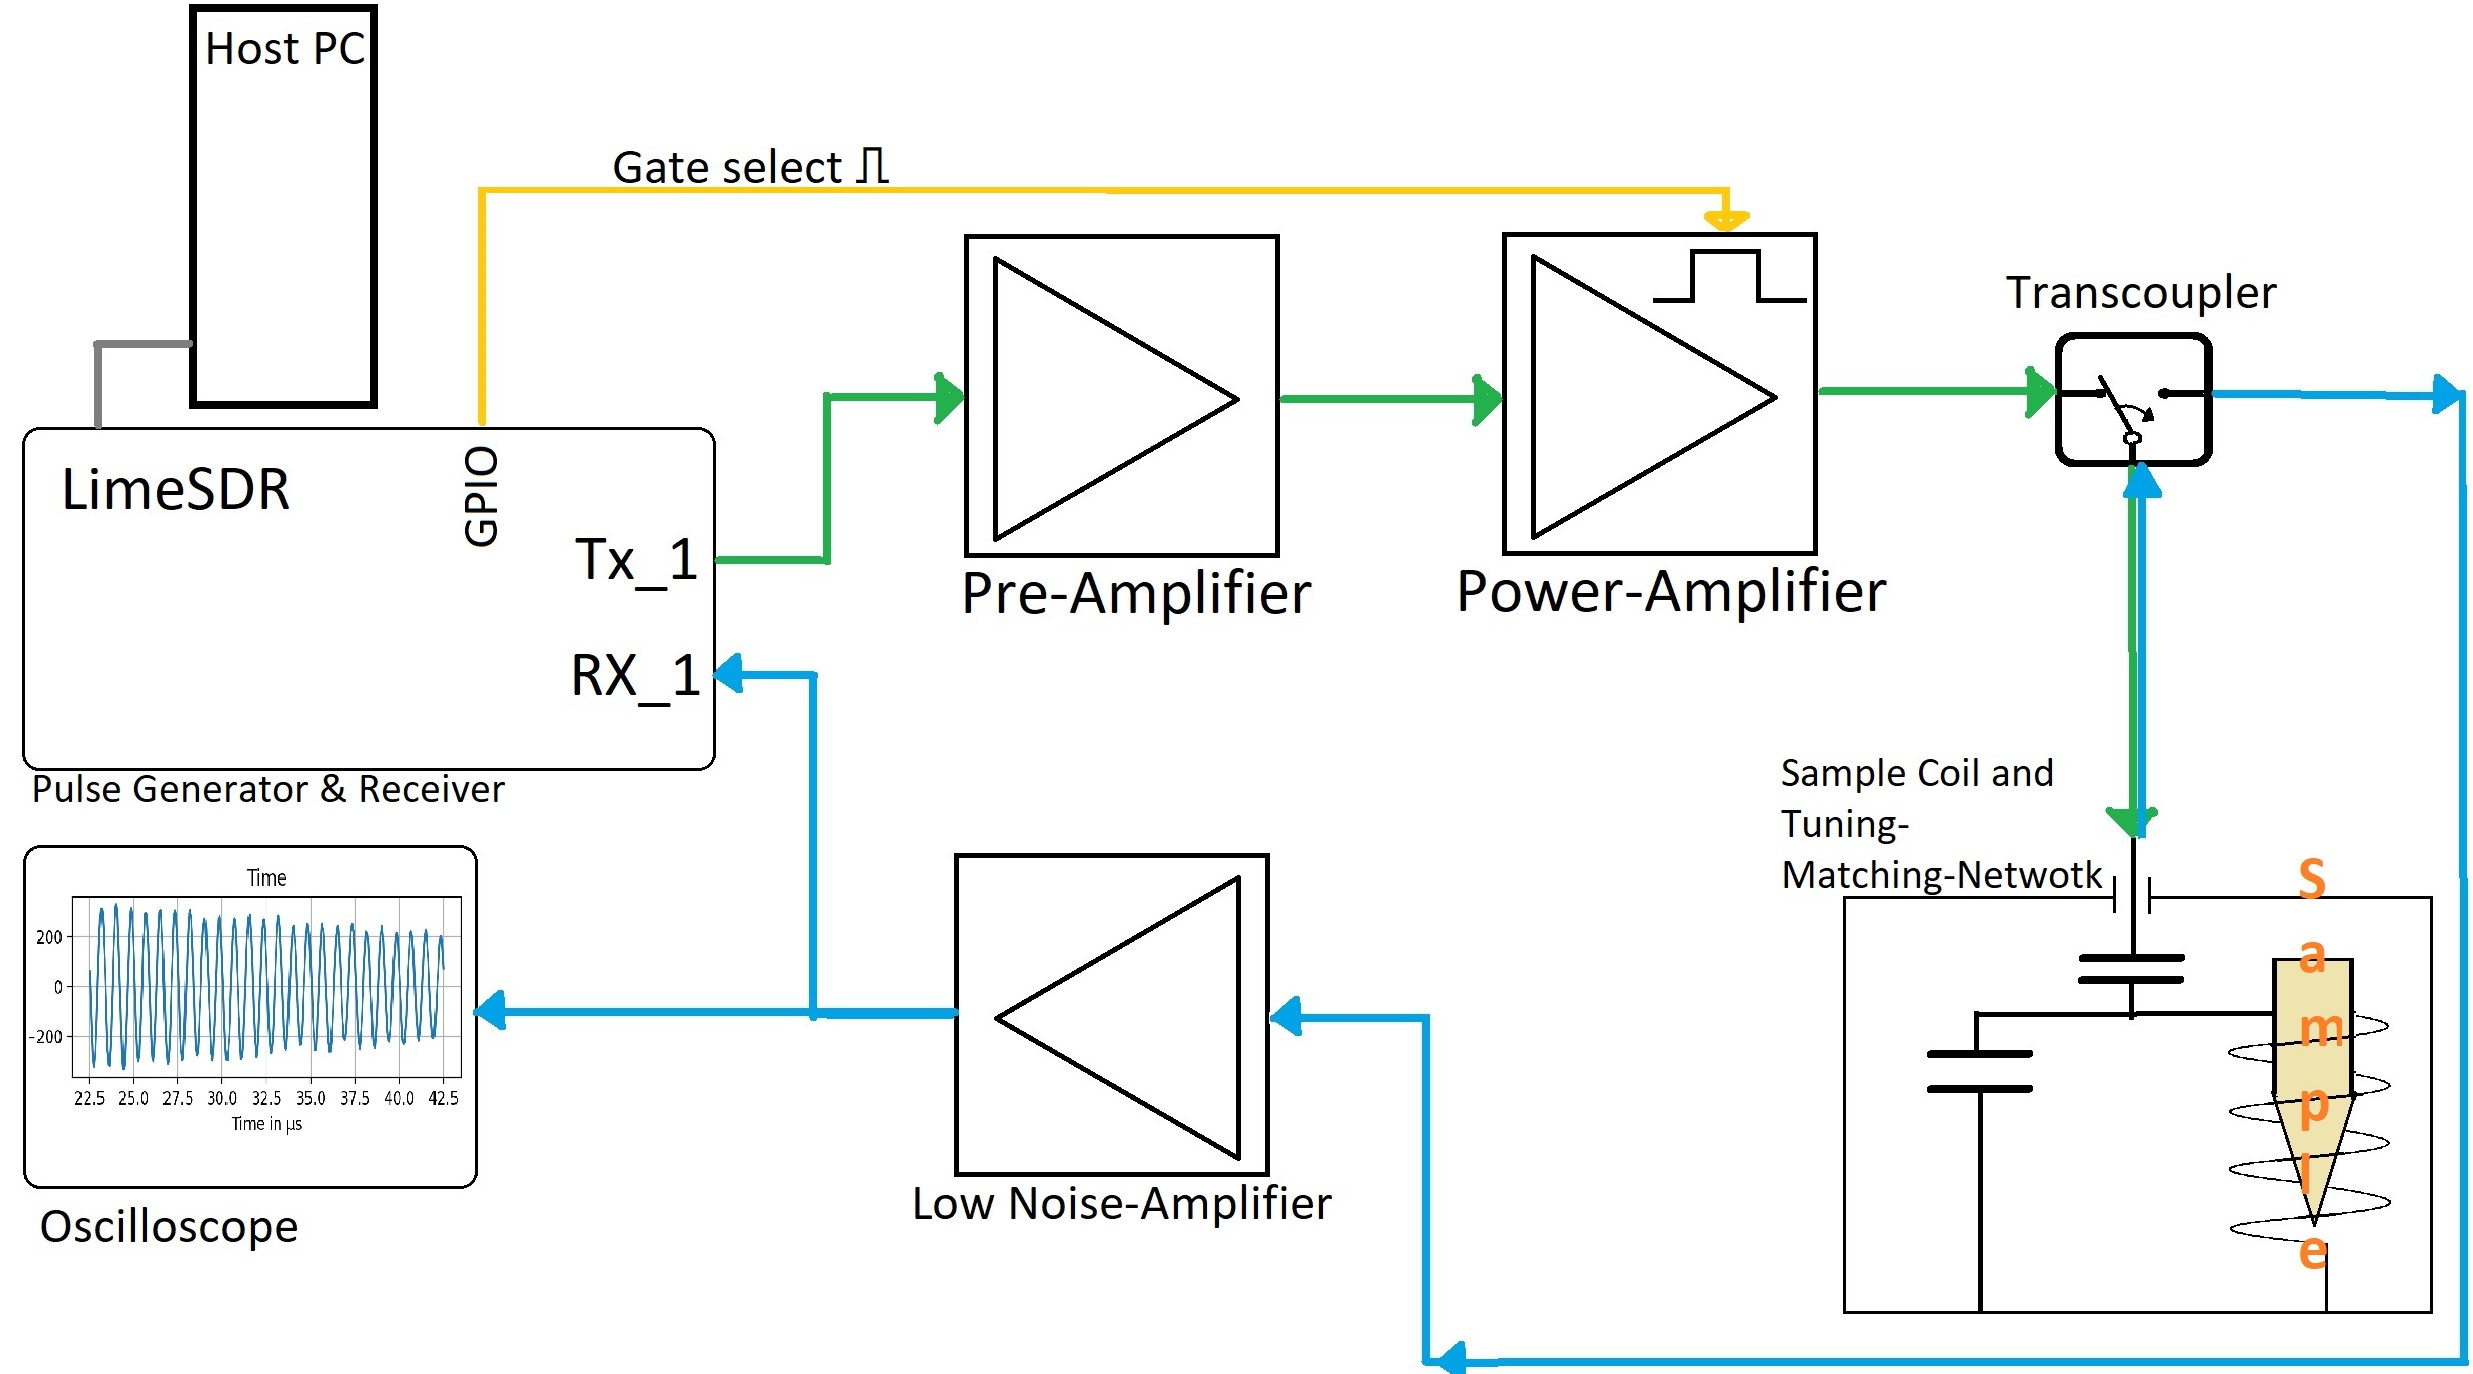 Host PC
Gate select
Transcoupler
LimeSDR
GPIO
Tx_1
RX_1
Pre-Amplifier
Power-Amplifier
Pulse Generator & Receiver
Sample Coil and
Tuning-
Matching-Netwotk
Sample
Time
200
0
-200
22.5 25.0 27.5 30.0 32.5 35.0 37.5 40.0 42.5
Time in µs
Oscilloscope
Low Noise-Amplifier